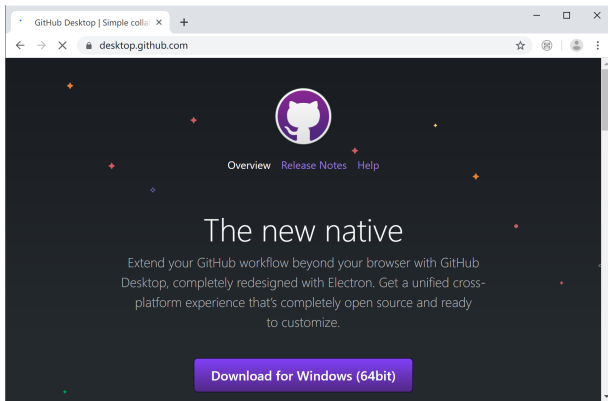 GitHub Desktop | Simple colla
desktop.github.com
Overview Release Notes Help
The new native
Extend your GitHub workflow beyond your browser with GitHub
Desktop, completely redesigned with Electron. Get a unified cross-
platform experience that's completely open source and ready
to customize.
Download for Windows (64bit)